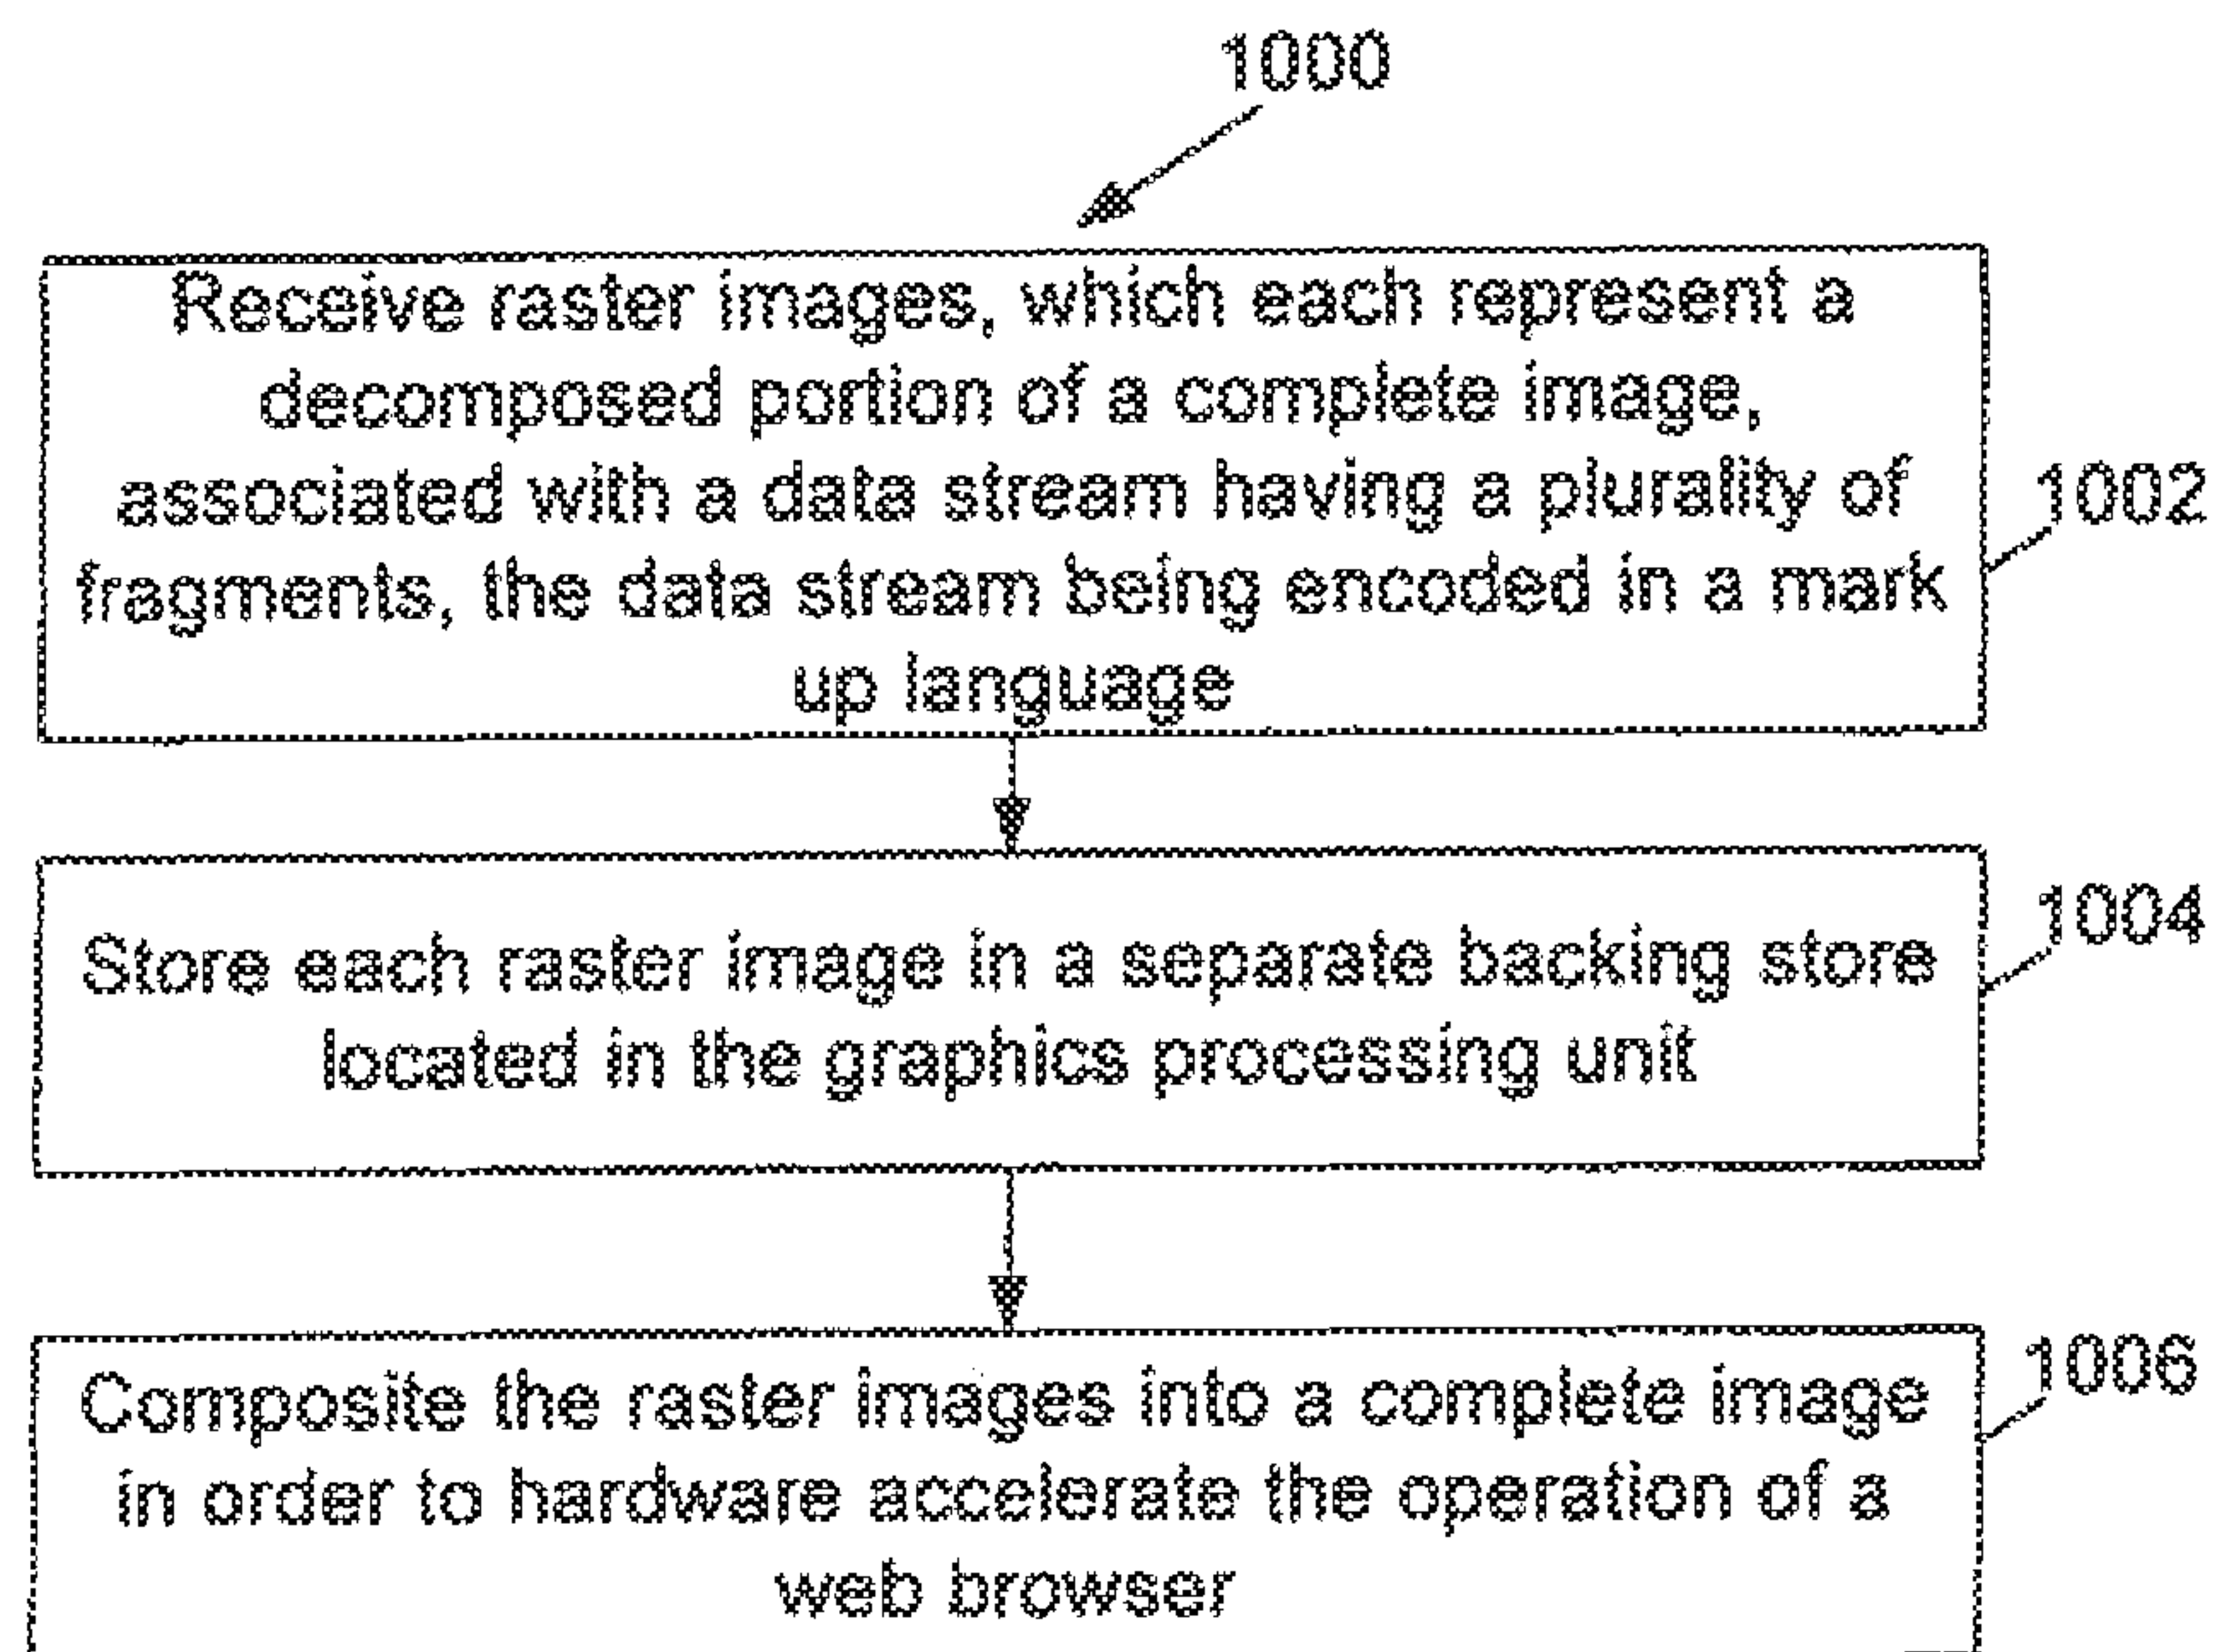 1000
Receive raster images, which each represent a
decomposed portion of a complete image,
associated with a data stream having a plurality of
fragments, the data stream being encoded in a mark
up language
1002
Store each raster image in a separate backing store
located in the graphics processing unit
1004
Composite the raster images into a complete image
in order to hardware accelerate the operation of a
web browser
1006